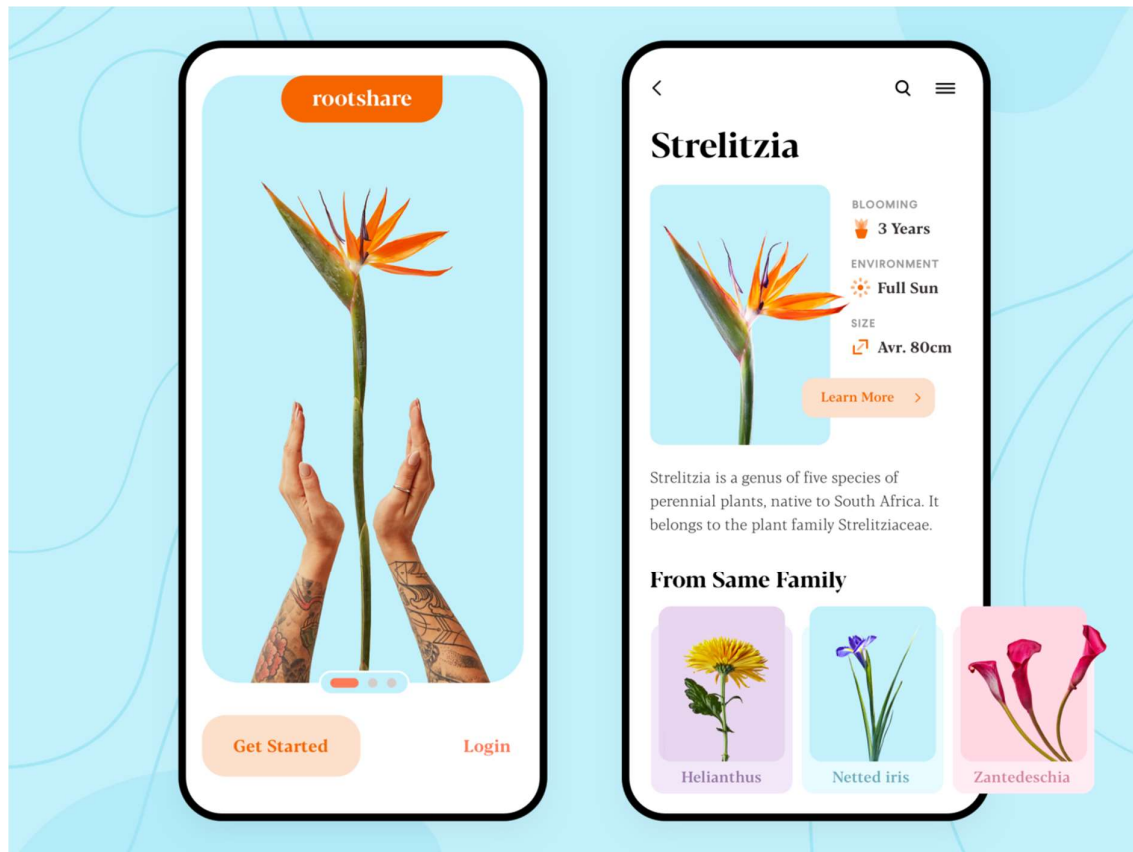 rootshare
Get Started
Login
Strelitzia
BLOOMING
3 Years
ENVIRONMENT
Full Sun
SIZE
Avr. 80cm
Learn More
Strelitzia is a genus of five species of
perennial plants, native to South Africa. It
belongs to the plant family Strelitziaceae.
From Same Family
Helianthus
Netted iris
Zantedeschia